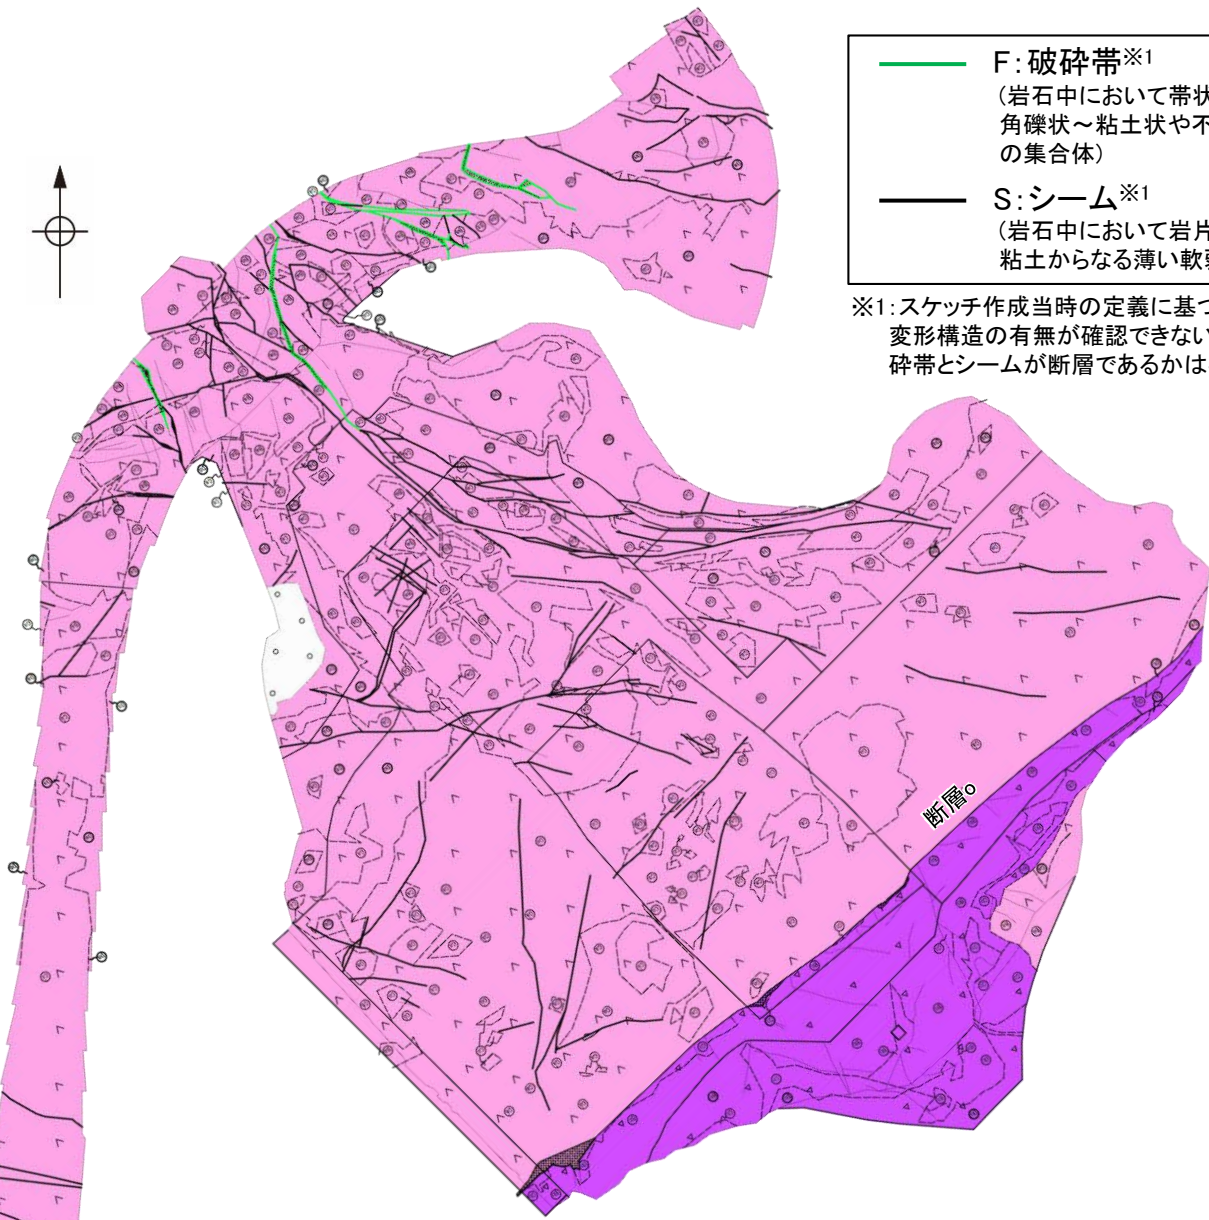 F:破砕帯※1
(岩石中において帯状
角礫状～粘土状や不
の集合体)
S:シーム※1
(岩石中において岩片
粘土からなる薄い軟
※1:スケッチ作成当時の定義に基つ
変形構造の有無が確認できない
砕帯とシームが断層であるかは
断層o